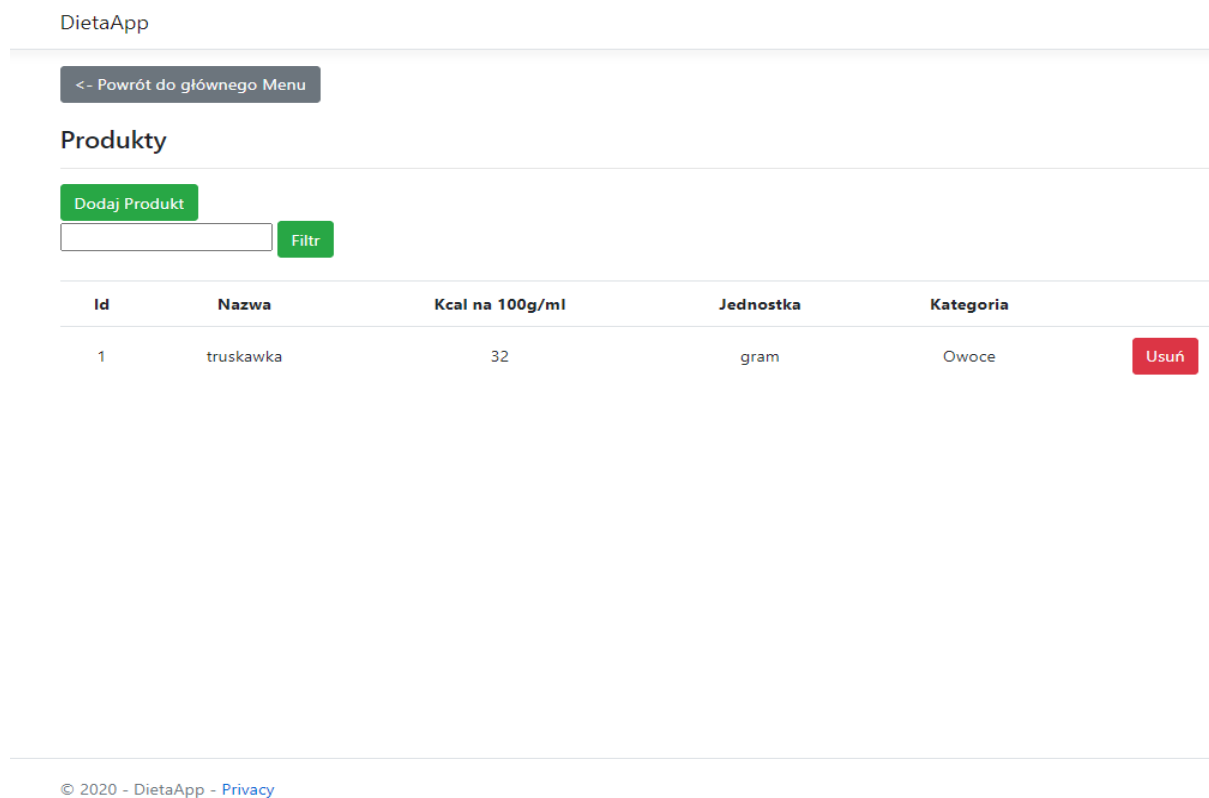 DietaApp
<- Powrót do głównego Menu
Produkty
Dodaj Produkt
Filtr
Id Nazwa Kcal na 100g/ml Jednostka Kategoria
1 truskawka 32 gram Owoce Usuń
© 2020 - DietaApp - Privacy